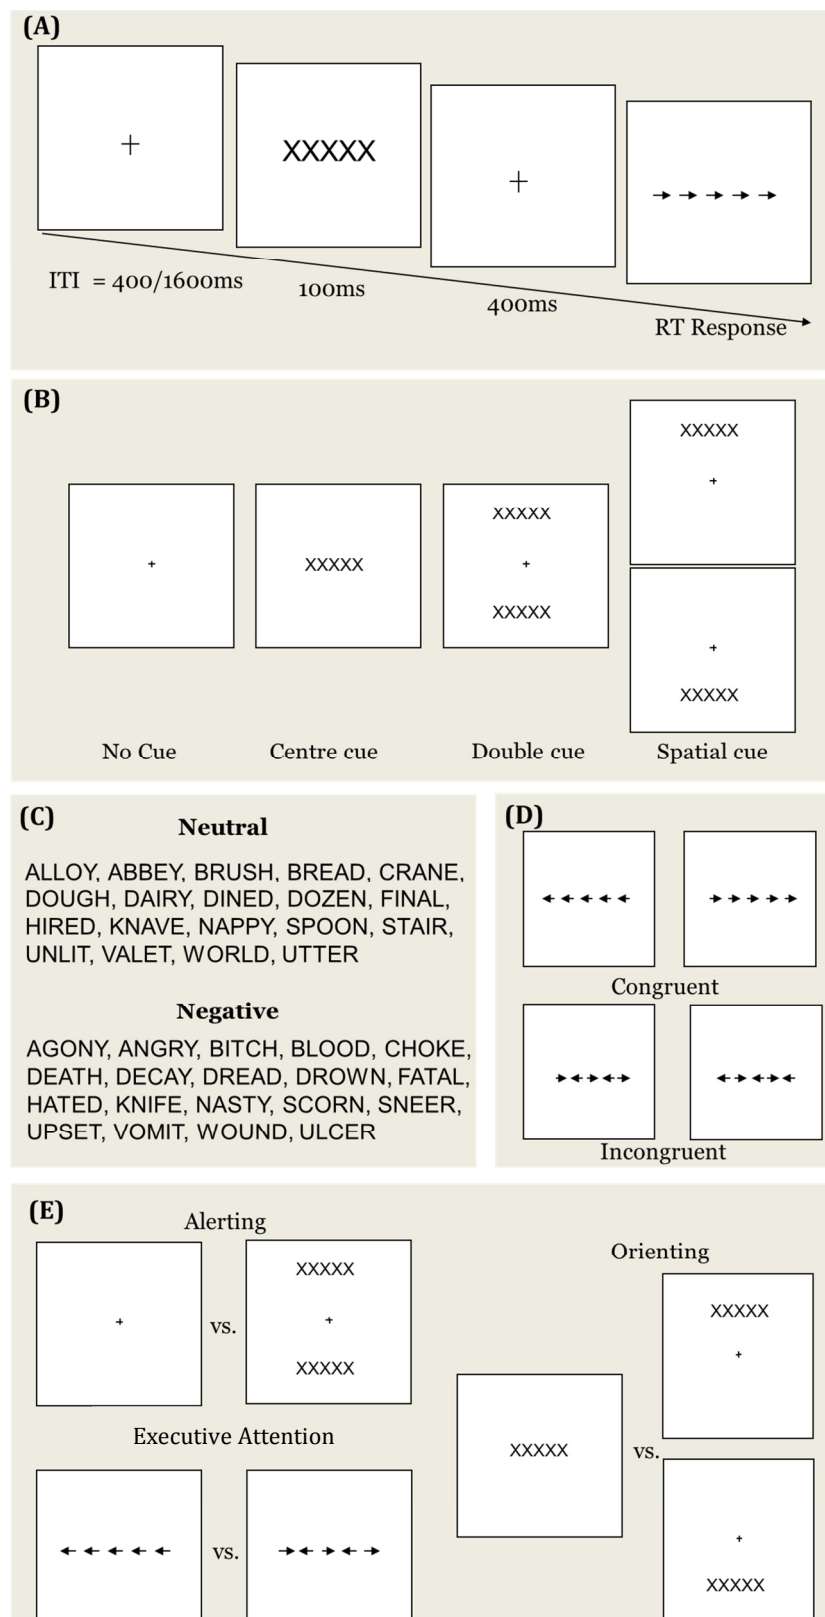 (A)
XXXXX
ITI = 400/1600ms
100ms
400ms
RT Response
(B)
XXXXX
XXXXX
XXXXX
XXXXX
XXXXX
No Cue
Centre cue
Double cue
Spatial cue
(C)
Neutral
ALLOY, ABBEY, BRUSH, BREAD, CRANE,
DOUGH, DAIRY, DINED, DOZEN, FINAL,
HIRED, KNAVE, NAPPY, SPOON, STAIR,
UNLIT, VALET, WORLD, UTTER
Negative
AGONY, ANGRY, BITCH, BLOOD, CHOKE,
DEATH, DECAY, DREAD, DROWN, FATAL,
HATED, KNIFE, NASTY, SCORN, SNEER,
UPSET, VOMIT, WOUND, ULCER
(D)
Congruent
Incongruent
(E)
Alerting
XXXXX
vs.
XXXXX
Executive Attention
vs.
Orienting
XXXXX
XXXXX
vs.
XXXXX